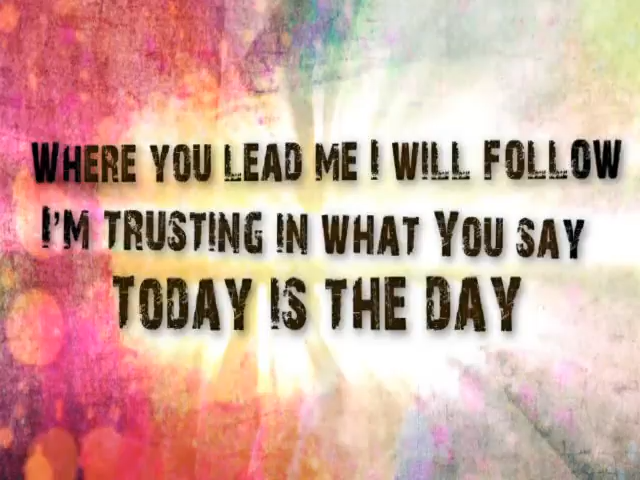 Where you lead me I will follow
I'm trusting in what You say
Today is the day